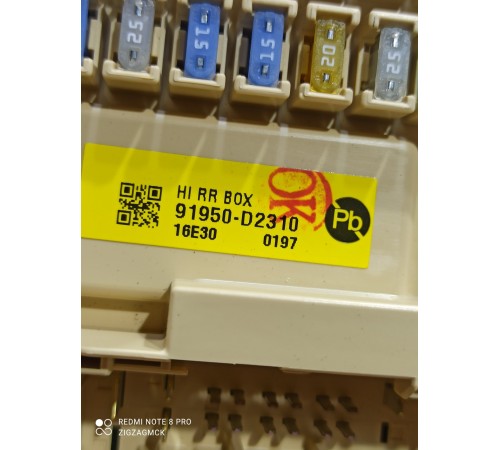 25 15 15 20 25
HI RR BOX
91950-D2310
16E30 0197
OK
Pb
REDMI NOTE 8 PRO
ZIGZAGMCK